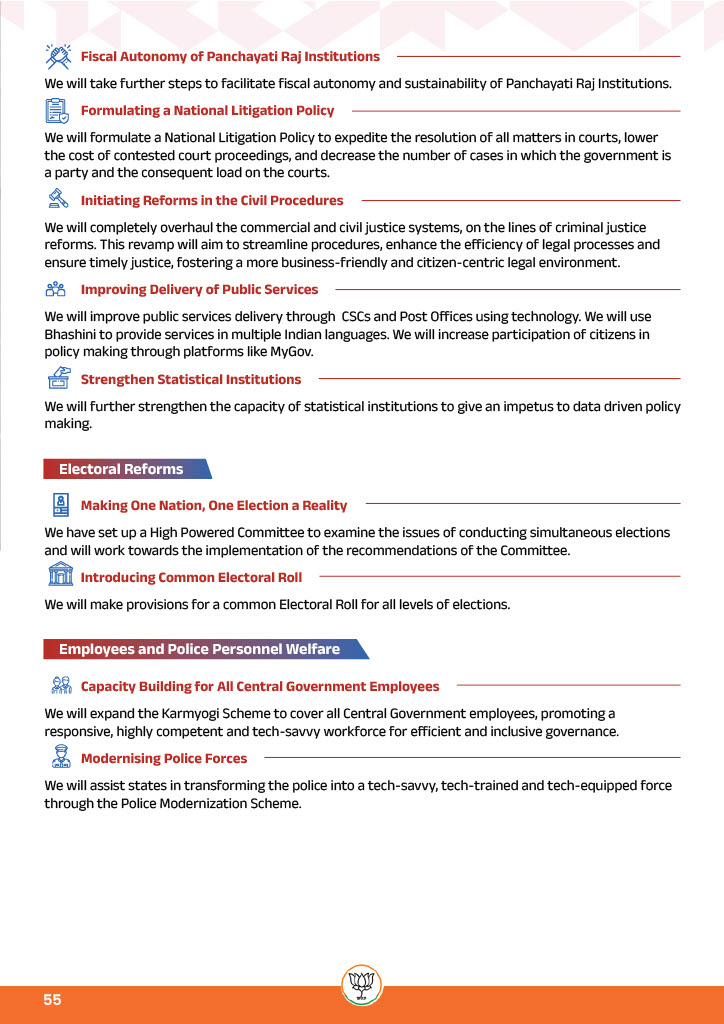 Fiscal Autonomy of Panchayati Raj Institutions
We will take further steps to facilitate fiscal autonomy and sustainability of Panchayati Raj Institutions.
Formulating a National Litigation Policy
We will formulate a National Litigation Policy to expedite the resolution of all matters in courts, lower
the cost of contested court proceedings, and decrease the number of cases in which the government is
a party and the consequent load on the courts.
Initiating Reforms in the Civil Procedures
We will completely overhaul the commercial and civil justice systems, on the lines of criminal justice
reforms. This revamp will aim to streamline procedures, enhance the efficiency of legal processes and
ensure timely justice, fostering a more business-friendly and citizen-centric legal environment.
Improving Delivery of Public Services
We will improve public services delivery through  CSCs and Post Offices using technology. We will use
Bhashini to provide services in multiple Indian languages. We will increase participation of citizens in
policy making through platforms like MyGov.
Strengthen Statistical Institutions
We will further strengthen the capacity of statistical institutions to give an impetus to data driven policy
making.
Electoral Reforms
Making One Nation, One Election a Reality
We have set up a High Powered Committee to examine the issues of conducting simultaneous elections
and will work towards the implementation of the recommendations of the Committee.
Introducing Common Electoral Roll
We will make provisions for a common Electoral Roll for all levels of elections.
Employees and Police Personnel Welfare
Capacity Building for All Central Government Employees
We will expand the Karmyogi Scheme to cover all Central Government employees, promoting a
responsive, highly competent and tech-savvy workforce for efficient and inclusive governance.
Modernising Police Forces
We will assist states in transforming the police into a tech-savvy, tech-trained and tech-equipped force
through the Police Modernization Scheme.
55